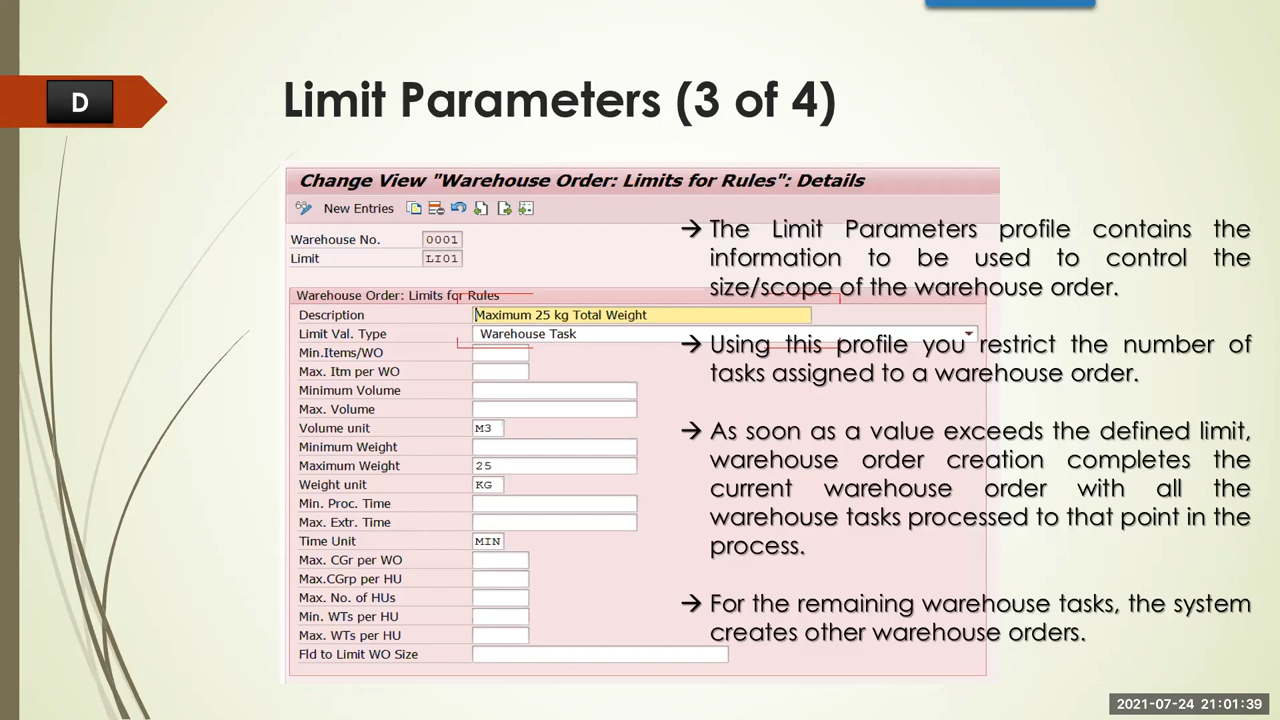 D
Limit Parameters (3 of 4)
Change View "Warehouse Order: Limits for Rules": Details
New Entries
Warehouse No. 0001
Limit LI01
Warehouse Order: Limits for Rules
Description Maximum 25 kg Total Weight
Limit Val. Type Warehouse Task
Min.Items/WO
Max. Itm per WO
Minimum Volume
Max. Volume
Volume unit M3
Minimum Weight
Maximum Weight 25
Weight unit KG
Min. Proc. Time
Max. Extr. Time
Time Unit MIN
Max. CGr per WO
Max.CGrp per HU
Max. No. of HUs
Min. WTs per HU
Max. WTs per HU
Fld to Limit WO Size
→ The Limit Parameters profile contains the
information to be used to control the
size/scope of the warehouse order.
→ Using this profile you restrict the number of
tasks assigned to a warehouse order.
→ As soon as a value exceeds the defined limit,
warehouse order creation completes the
current warehouse order with all the
warehouse tasks processed to that point in the
process.
→ For the remaining warehouse tasks, the system
creates other warehouse orders.
2021-07-24 21:01:39